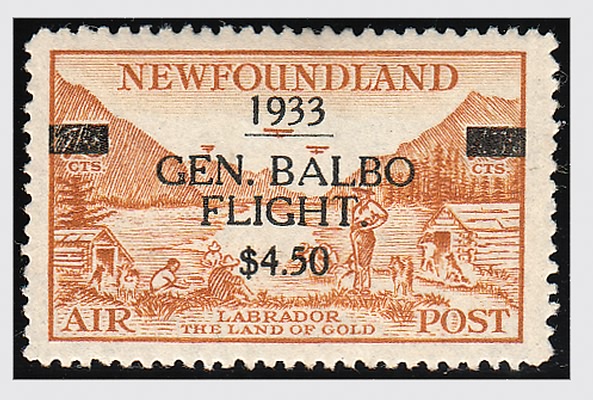 NEWFOUNDLAND
1933
CTS. CTS.
GEN. BALBO
FLIGHT
$4.50
LABRADOR
AIR THE LAND OF GOLD POST